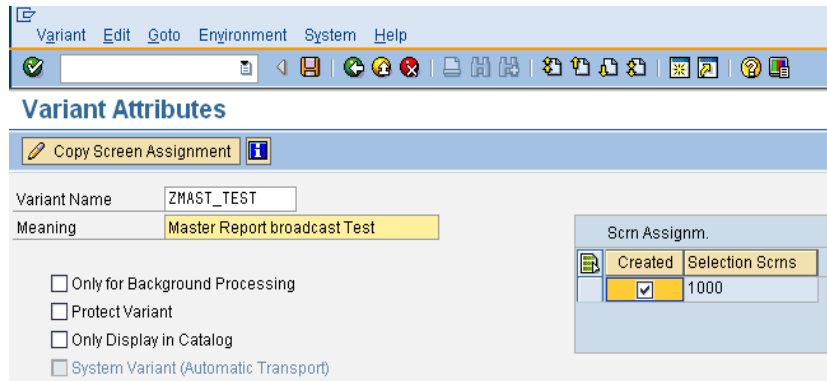 Variant Edit Goto Environment System Help
Variant Attributes
Copy Screen Assignment
Variant Name ZMAST_TEST
Meaning Master Report broadcast Test
Scrn Assignm.
Created Selection Scrns
1000
Only for Background Processing
Protect Variant
Only Display in Catalog
System Variant (Automatic Transport)